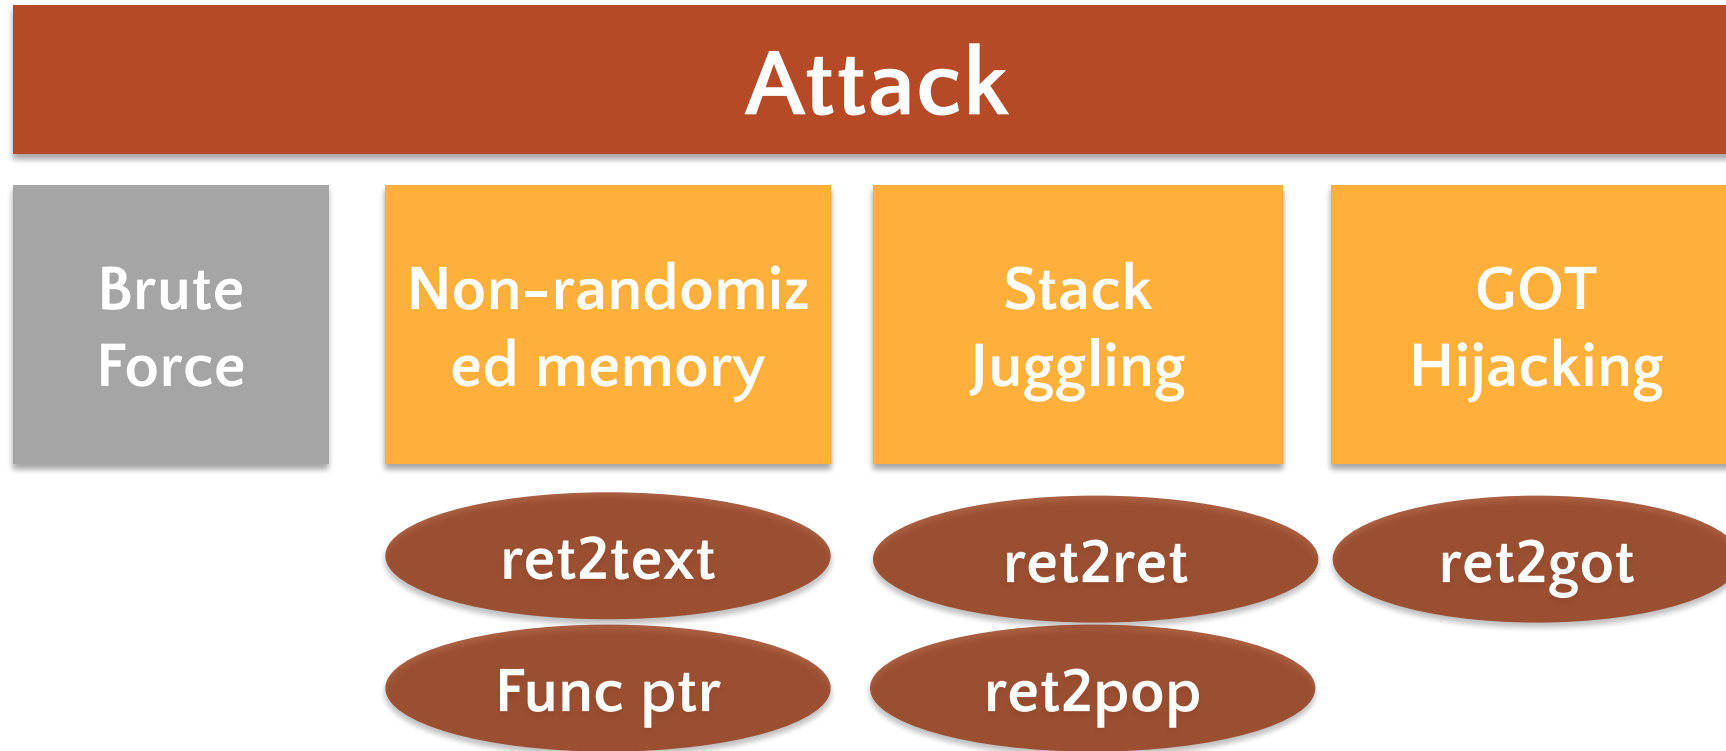 Attack
Brute
Force
Non-randomiz
ed memory
Stack
Juggling
GOT
Hijacking
ret2text
ret2ret
ret2got
Func ptr
ret2pop